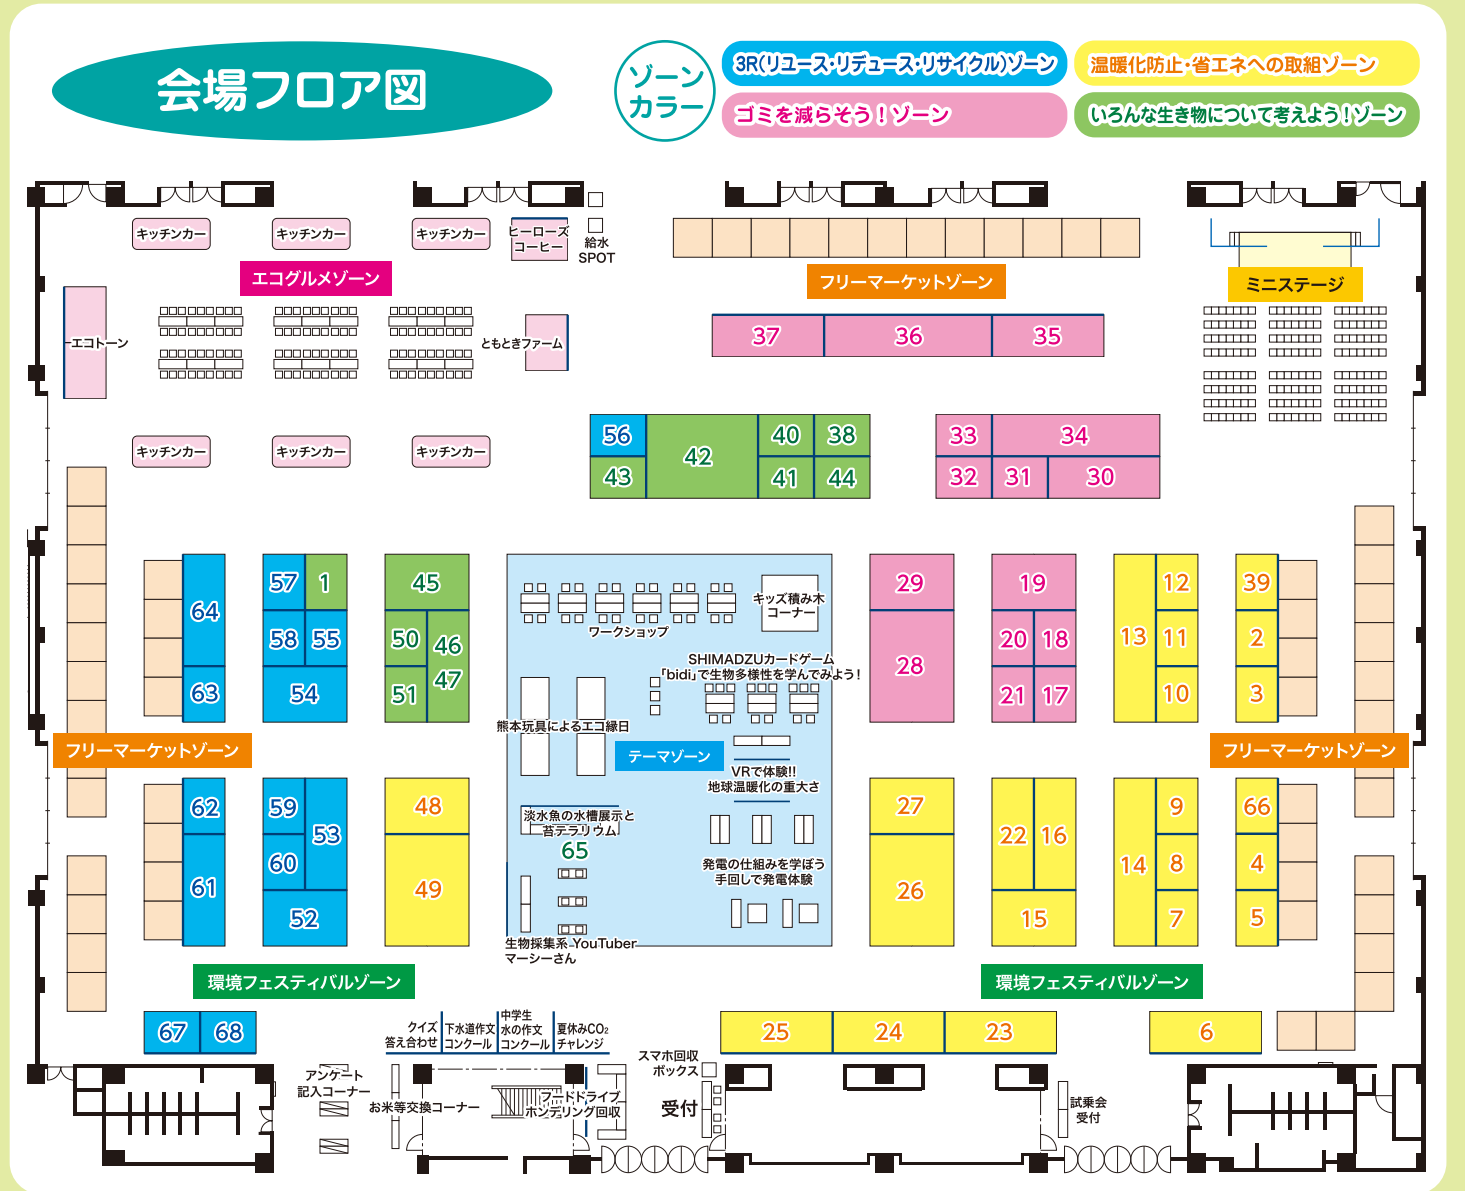 会場フロア図
ゾーン
カラー
3R(リユース・リデュース・リサイクル)ゾーン
温暖化防止・省エネへの取組ゾーン
ゴミを減らそう！ゾーン
いろんな生き物について考えよう！ゾーン
キッチンカー
キッチンカー
キッチンカー
ヒーローズ
コーヒー
給水
SPOT
エコグルメゾーン
フリーマーケットゾーン
ミニステージ
エコトーン
ともときファーム
37
36
35
キッチンカー
キッチンカー
キッチンカー
56
42
40
38
43
41
44
33
34
32
31
30
64
57
1
45
58
55
50
46
63
54
51
47
ワークショップ
キッズ積み木
コーナー
SHIMADZUカードゲーム
「bidi」で生物多様性を学んでみよう！
熊本玩具によるエコ縁日
テーマゾーン
VRで体験!!
地球温暖化の重大さ
29
19
28
20
18
21
17
13
12
11
10
39
2
3
フリーマーケットゾーン
フリーマーケットゾーン
62
59
53
48
61
60
49
52
淡水魚の水槽展示と
苔テラリウム
65
発電の仕組みを学ぼう
手回しで発電体験
生物採集系 YouTuber
マーシーさん
27
26
22
16
15
14
9
8
7
66
4
5
環境フェスティバルゾーン
環境フェスティバルゾーン
67
68
クイズ
答え合わせ
下水道作文
コンクール
中学生
水の作文
コンクール
夏休みCO₂
チャレンジ
25
24
23
6
スマホ回収
ボックス
アンケート
記入コーナー
お米等交換コーナー
フードドライブ
ホンデリング回収
受付
試乗会
受付